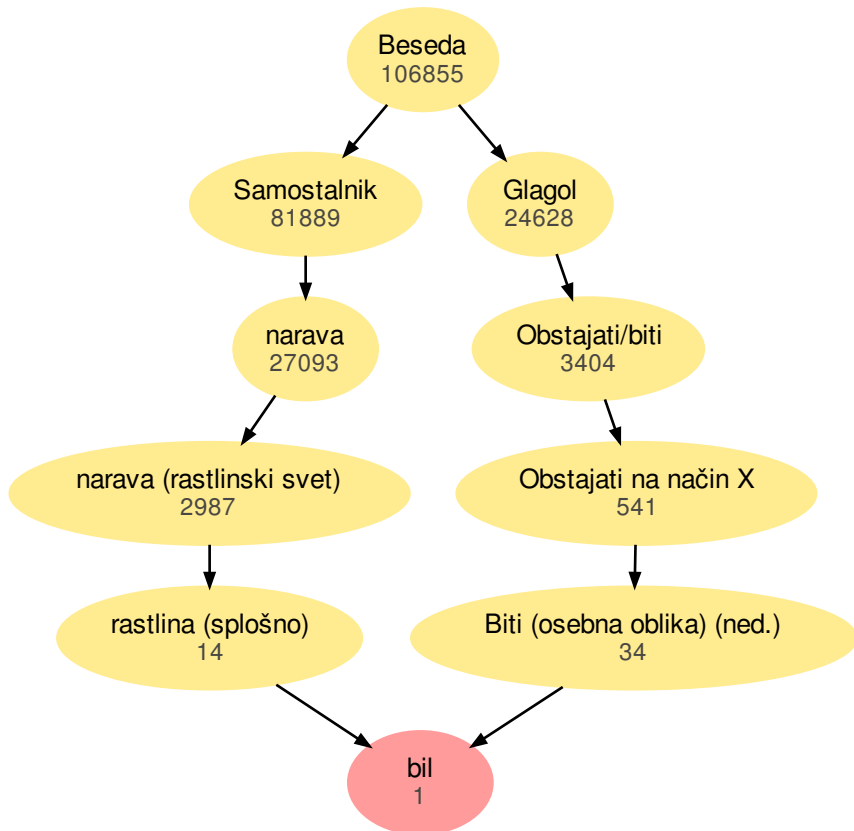 Beseda
106855
Samostalnik
81889
Glagol
24628
narava
27093
Obstajati/biti
3404
narava (rastlinski svet)
2987
Obstajati na način X
541
rastlina (splošno)
14
Biti (osebna oblika) (ned.)
34
bil
1